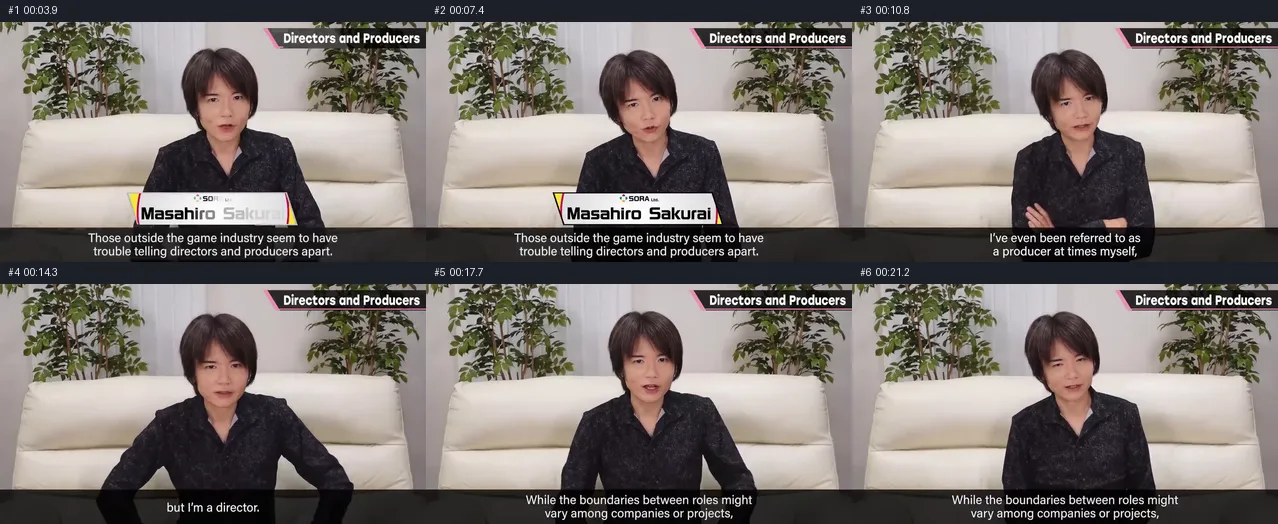 #1 00:03.9
Directors and Producers
SORA Ltd.
Masahiro Sakurai
Those outside the game industry seem to have
trouble telling directors and producers apart.
#2 00:07.4
Directors and Producers
SORA Ltd.
Masahiro Sakurai
Those outside the game industry seem to have
trouble telling directors and producers apart.
#3 00:10.8
Directors and Producers
I've even been referred to as
a producer at times myself,
#4 00:14.3
Directors and Producers
but I'm a director.
#5 00:17.7
Directors and Producers
While the boundaries between roles might
vary among companies or projects,
#6 00:21.2
Directors and Producers
While the boundaries between roles might
vary among companies or projects,